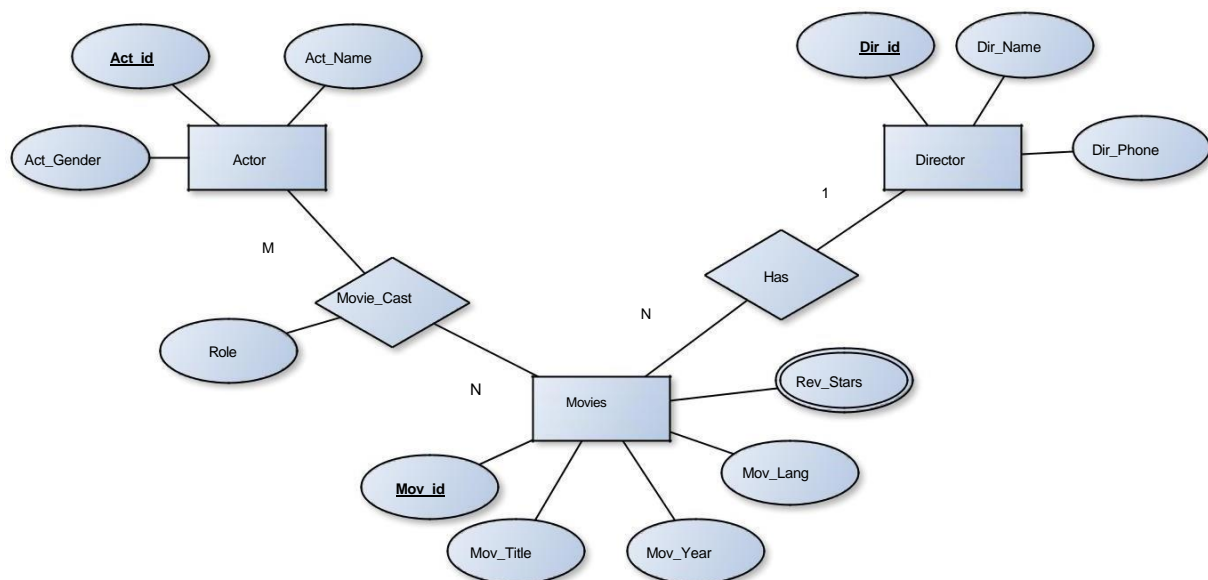 Act_id
Act_Name
Dir_id
Dir_Name
Act_Gender
Actor
Director
Dir_Phone
1
M
Movie_Cast
Has
N
Role
N
Rev_Stars
Movies
Mov_id
Mov_Lang
Mov_Title
Mov_Year